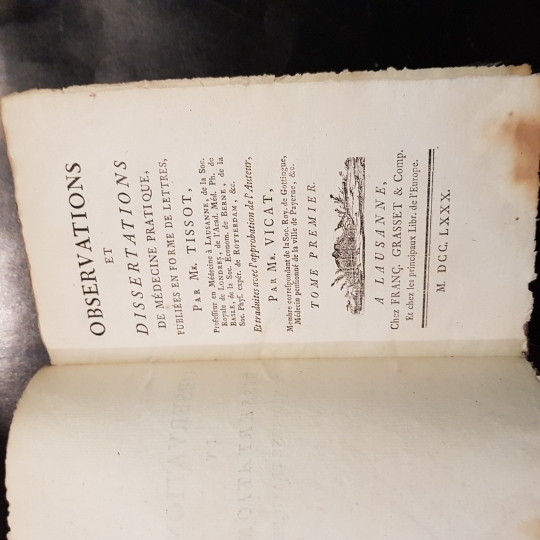 OBSERVATIONS
ET
DISSERTATIONS
DE MÉDECINE PRATIQUE,
PUBLIÉES EN FORME DE LETTRES,
PAR MR. TISSOT,
Professeur en Médecine à LAUSANNE, de la Soc.
Royale de LONDRES, de l'Acad. Méd. Ph. de
BASLE, de la Soc. Econom. de BERNE, de la
Soc. Phys. expér. de ROTTERDAM, &c.
Et traduites avec l'approbation de l'Auteur,
PAR MR. VICAT,
Membre correspondant de la Soc. Roy. de Gottingue,
Médecin pensionné de la ville de Payerne, &c.
TOME PREMIER.
A LAUSANNE,
Chez FRANÇ. GRASSET & Comp.
Et chez les principaux Libr. de l'Europe.
M. DCC. LXXX.